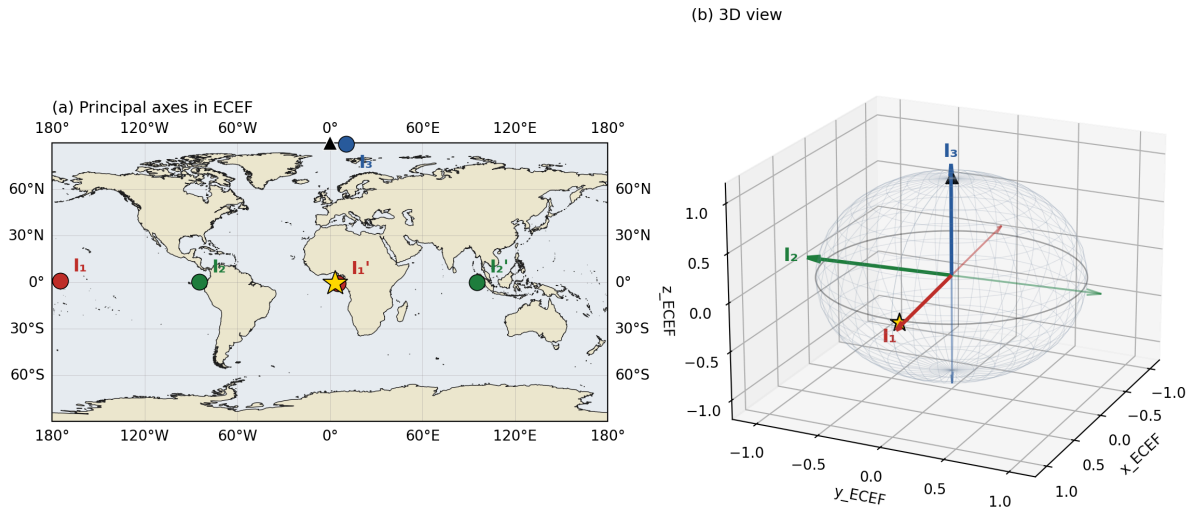 (a) Principal axes in ECEF
180° 120°W 60°W 0° 60°E 120°E 180°
I₃
60°N 60°N
30°N 30°N
I₁ I₂ I₁' I₂'
0° 0°
30°S 30°S
60°S 60°S
180° 120°W 60°W 0° 60°E 120°E 180°
(b) 3D view
I₃
I₂
I₁
1.0
0.5
0.0
−0.5
−1.0
z_ECEF
−1.0 −0.5 0.0 0.5 1.0
y_ECEF
−1.0
−0.5
0.0
0.5
1.0
x_ECEF